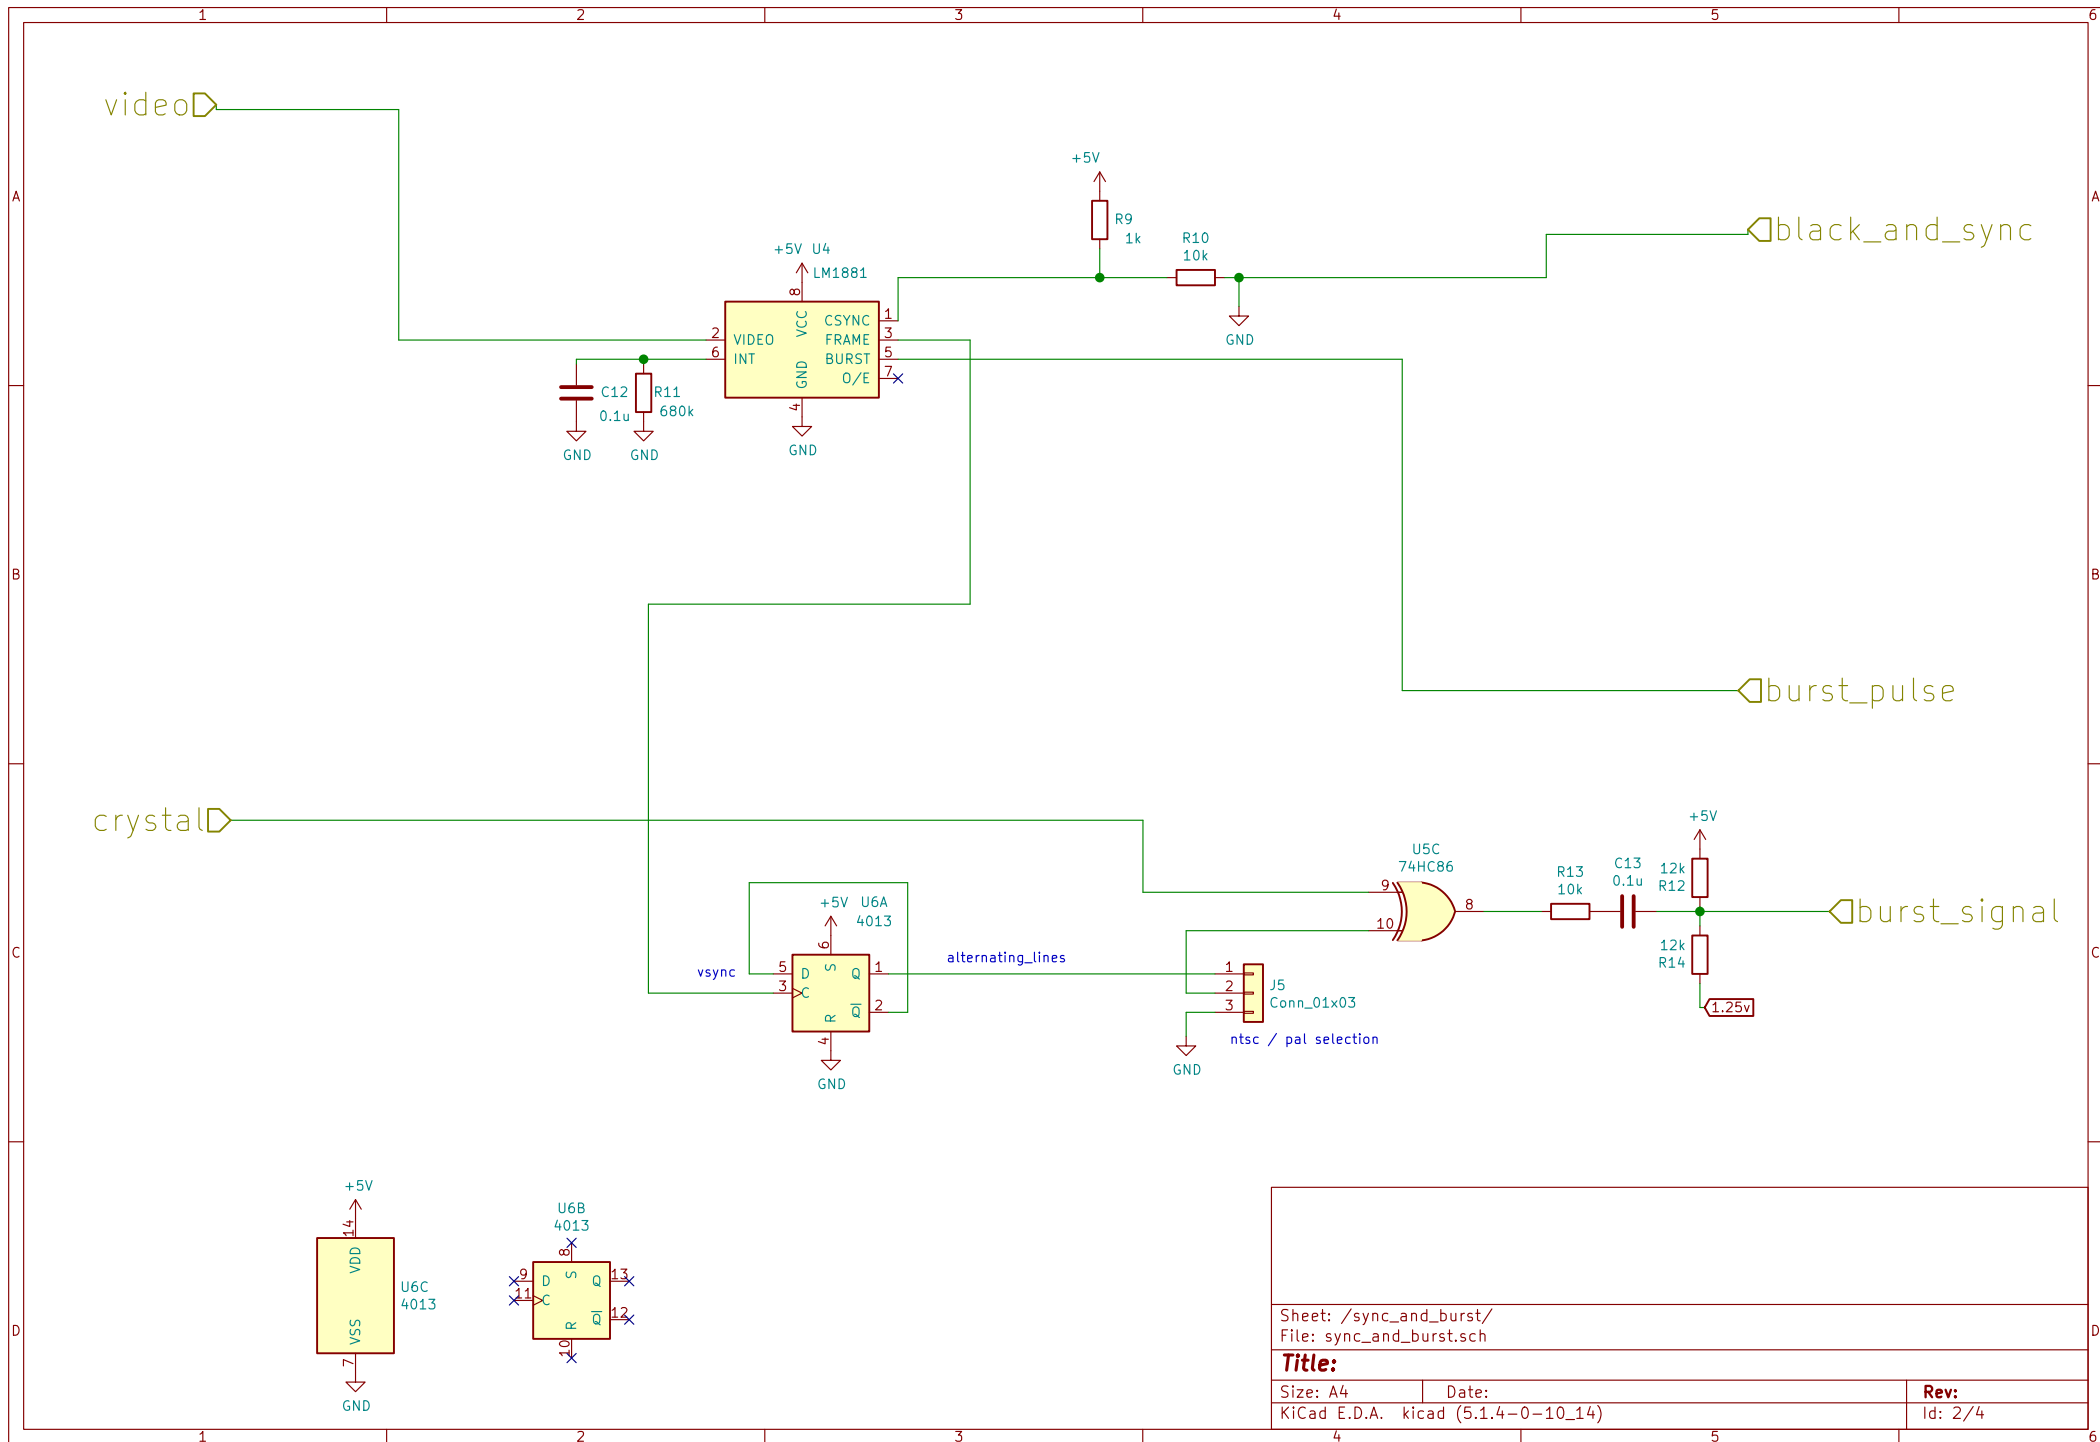 1 2 3 4 5 6
video
+5V
A A
R9
1k
black_and_sync
R10
10k
+5V U4
LM1881
8
VCC
CSYNC 1
2 VIDEO
FRAME 3
GND
6 INT
BURST 5
GND
O/E 7
4
C12
0.1u
R11
680k
GND
GND GND
B B
burst_pulse
crystal
+5V
U5C
74HC86
C13
0.1u
R13
10k
12k
R12
9
8
10
burst_signal
+5V U6A
4013
6
S
12k
R14
C C
alternating_lines
vsync
5 D
Q 1
3 C
Q 2
R
4
1
2
3
J5
Conn_01x03
1.25v
ntsc / pal selection
GND
GND
+5V
14
VDD
U6C
4013
VSS
7
GND
U6B
4013
8
S
9 D
Q 13
11 C
Q 12
R
10
D D
Sheet: /sync_and_burst/
File: sync_and_burst.sch
Title:
Size: A4 Date: Rev:
KiCad E.D.A. kicad (5.1.4-0-10_14) Id: 2/4
1 2 3 4 5 6